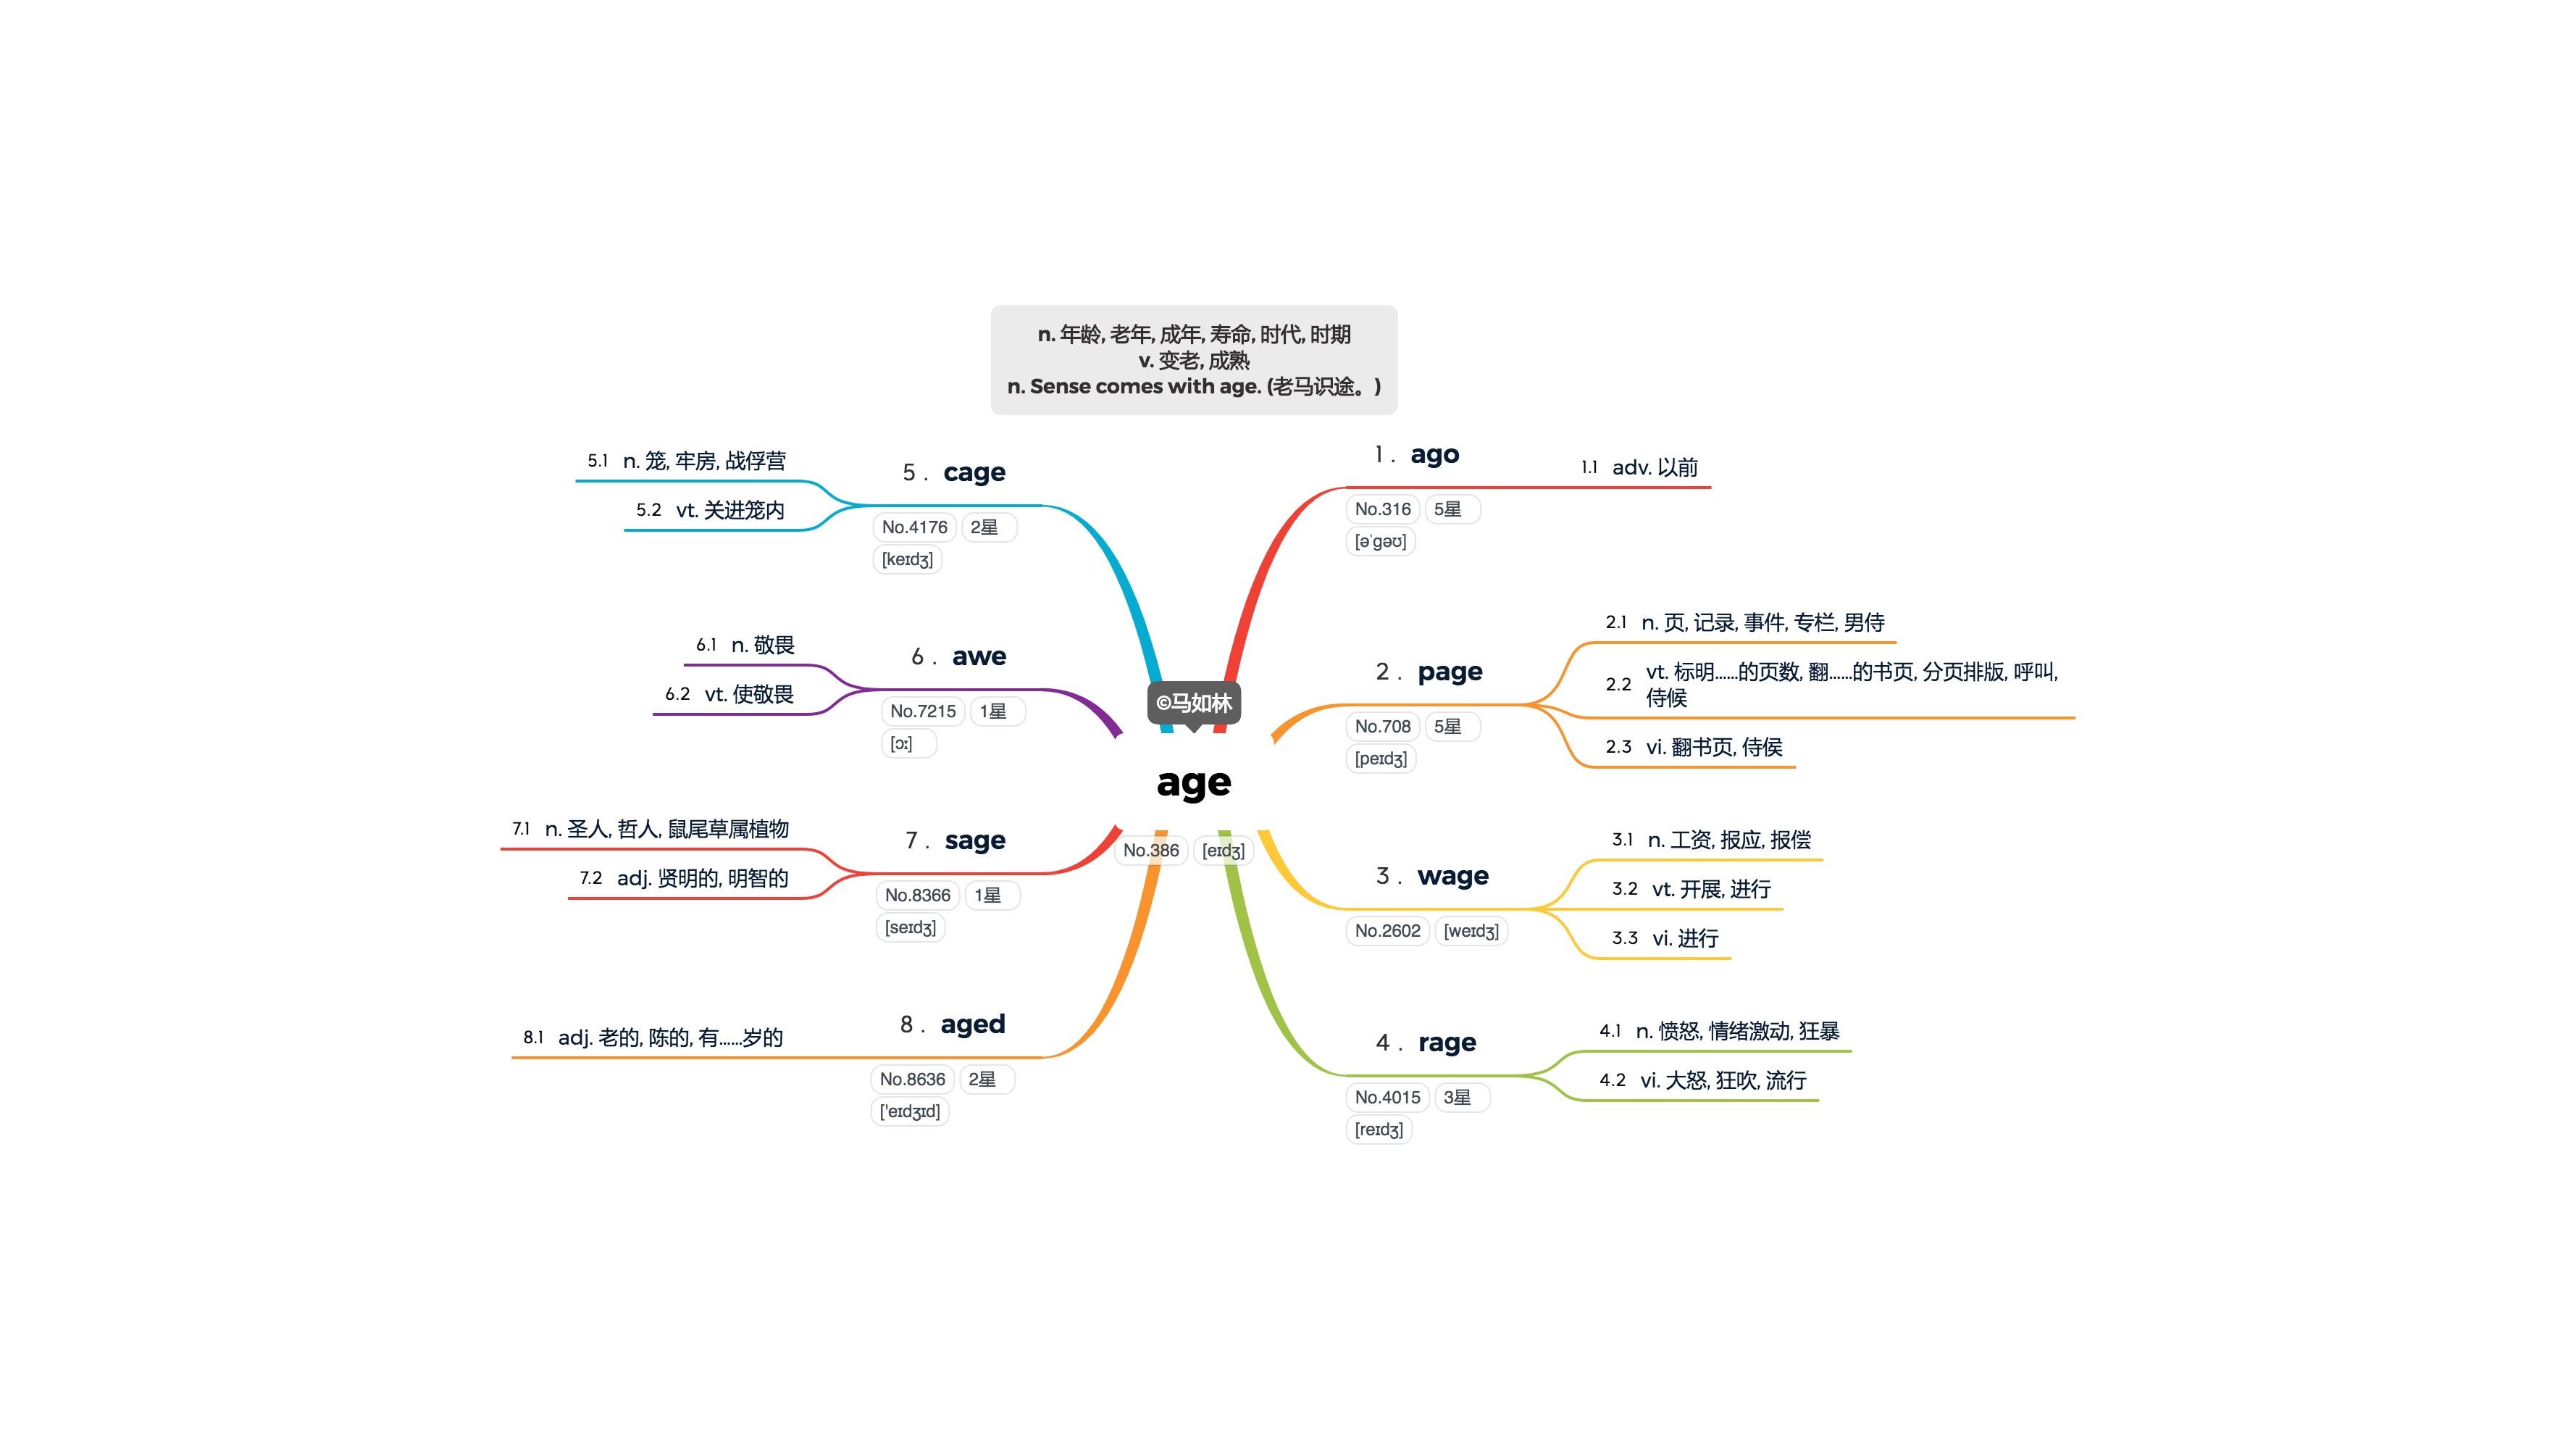 n. 年龄, 老年, 成年, 寿命, 时代, 时期
v. 变老, 成熟
n. Sense comes with age. (老马识途。)
©马如林
age
No.386 [eɪdʒ]
1. ago
No.316 5星
[əˈgəʊ]
1.1 adv. 以前
2. page
No.708 5星
[peɪdʒ]
2.1 n. 页, 记录, 事件, 专栏, 男侍
2.2 vt. 标明......的页数, 翻......的书页, 分页排版, 呼叫,
侍候
2.3 vi. 翻书页, 侍侯
3. wage
No.2602 [weɪdʒ]
3.1 n. 工资, 报应, 报偿
3.2 vt. 开展, 进行
3.3 vi. 进行
4. rage
No.4015 3星
[reɪdʒ]
4.1 n. 愤怒, 情绪激动, 狂暴
4.2 vi. 大怒, 狂吹, 流行
5. cage
No.4176 2星
[keɪdʒ]
5.1 n. 笼, 牢房, 战俘营
5.2 vt. 关进笼内
6. awe
No.7215 1星
[ɔː]
6.1 n. 敬畏
6.2 vt. 使敬畏
7. sage
No.8366 1星
[seɪdʒ]
7.1 n. 圣人, 哲人, 鼠尾草属植物
7.2 adj. 贤明的, 明智的
8. aged
No.8636 2星
['eɪdʒɪd]
8.1 adj. 老的, 陈的, 有......岁的